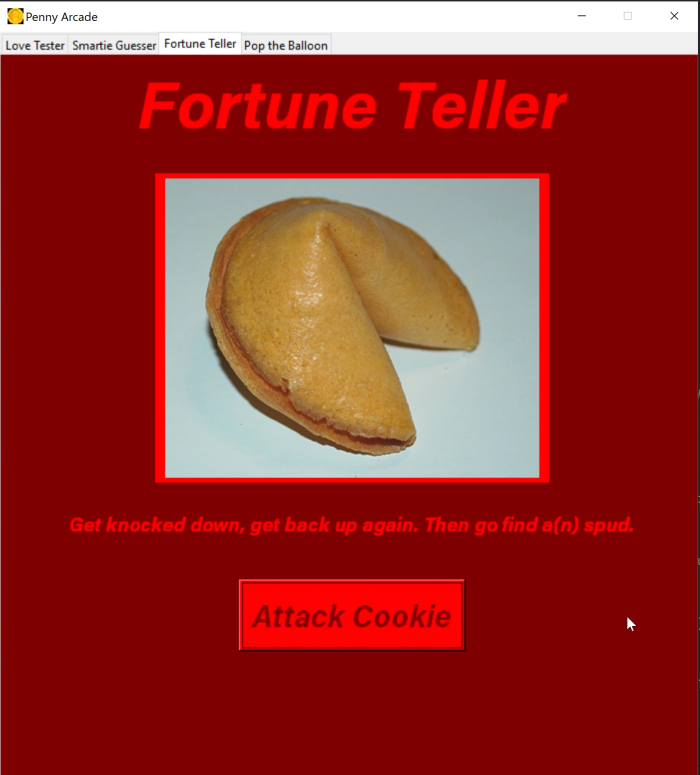 Penny Arcade
Love Tester Smartie Guesser Fortune Teller Pop the Balloon
Fortune Teller
Get knocked down, get back up again. Then go find a(n) spud.
Attack Cookie